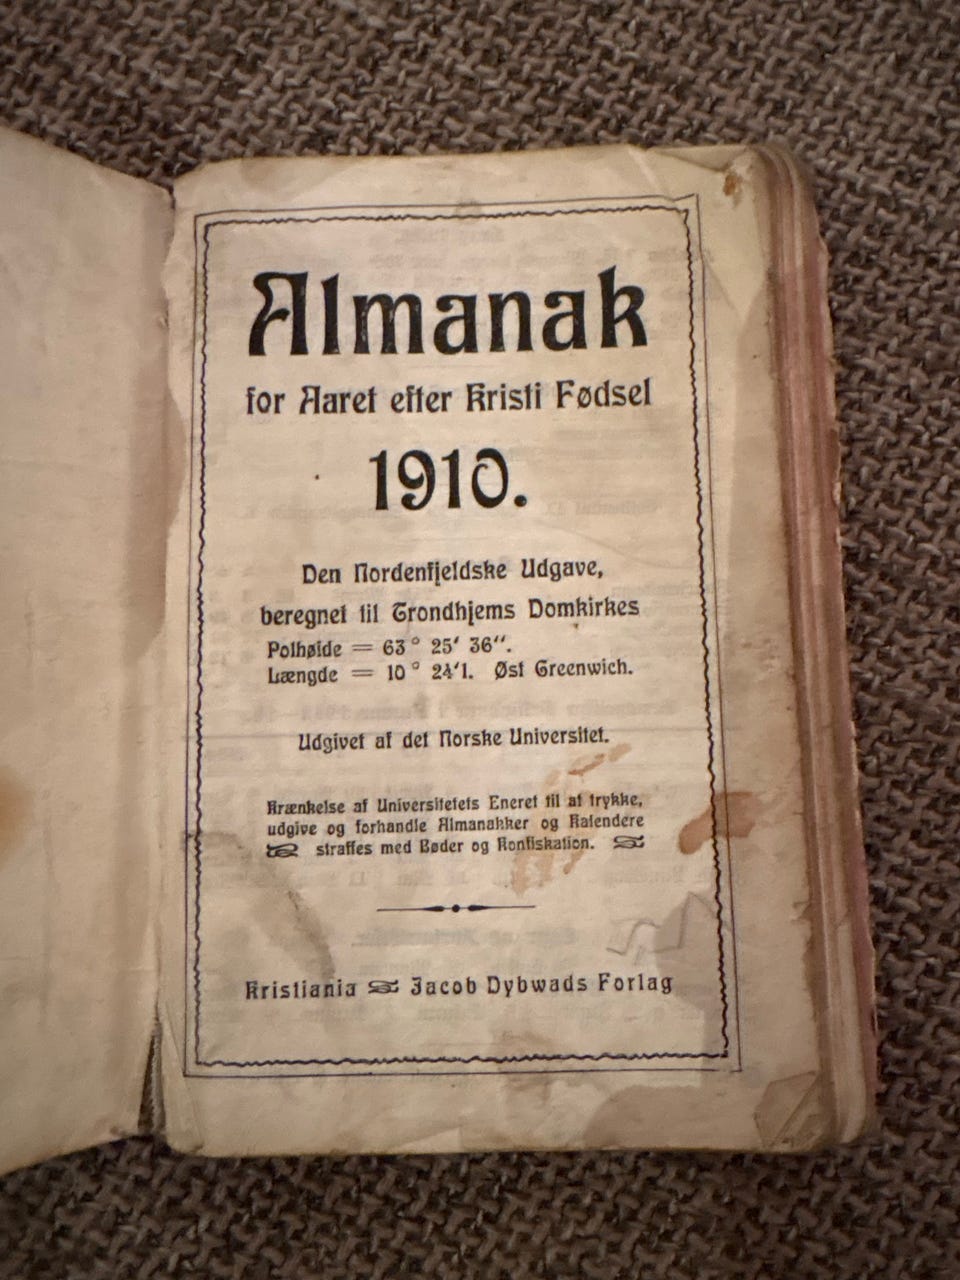 Almanak
for Aaret efter Kristi Fødsel
1910.
Den Nordenfjeldske Udgave,
beregnet til Trondhjems Domkirkes
Polhøide = 63° 25′ 36″.
Længde = 10° 24′1. Øst Greenwich.
Udgivet af det Norske Universitet.
Krænkelse af Universitetets Eneret til at trykke,
udgive og forhandle Almanakker og Kalendere
straffes med Bøder og Konfiskation.
Kristiania Jacob Dybwads Forlag